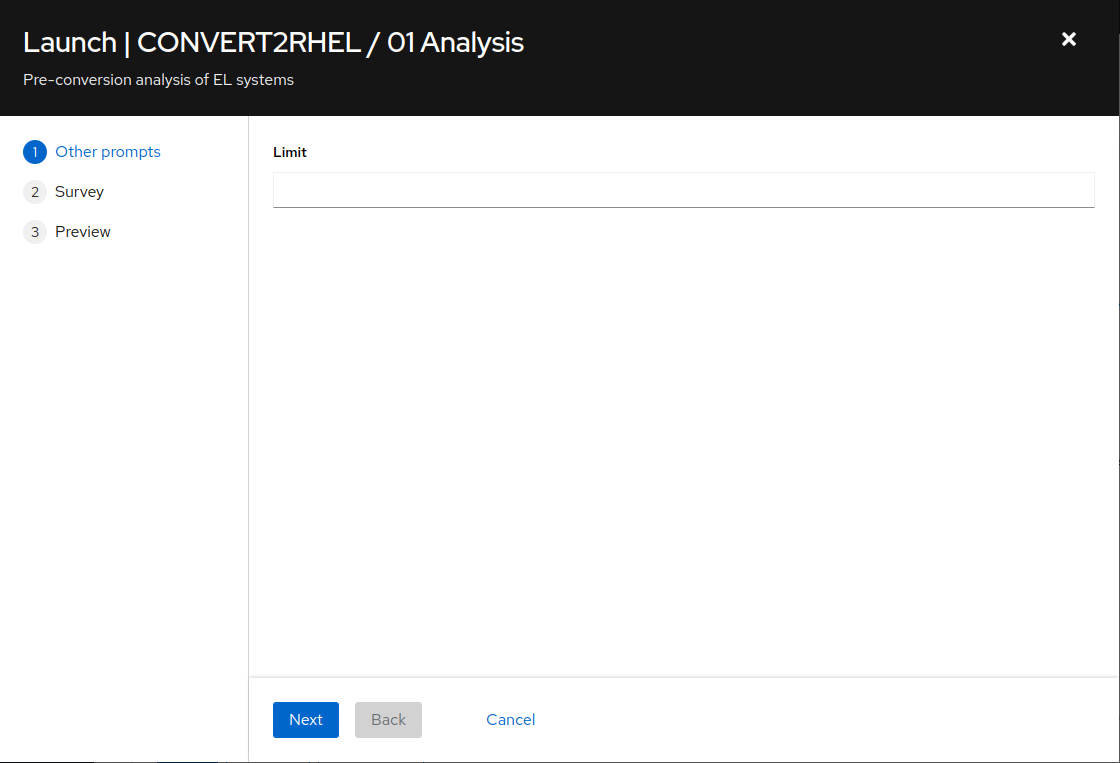 Launch | CONVERT2RHEL / 01 Analysis
Pre-conversion analysis of EL systems
1 Other prompts
2 Survey
3 Preview
Limit
Next Back Cancel